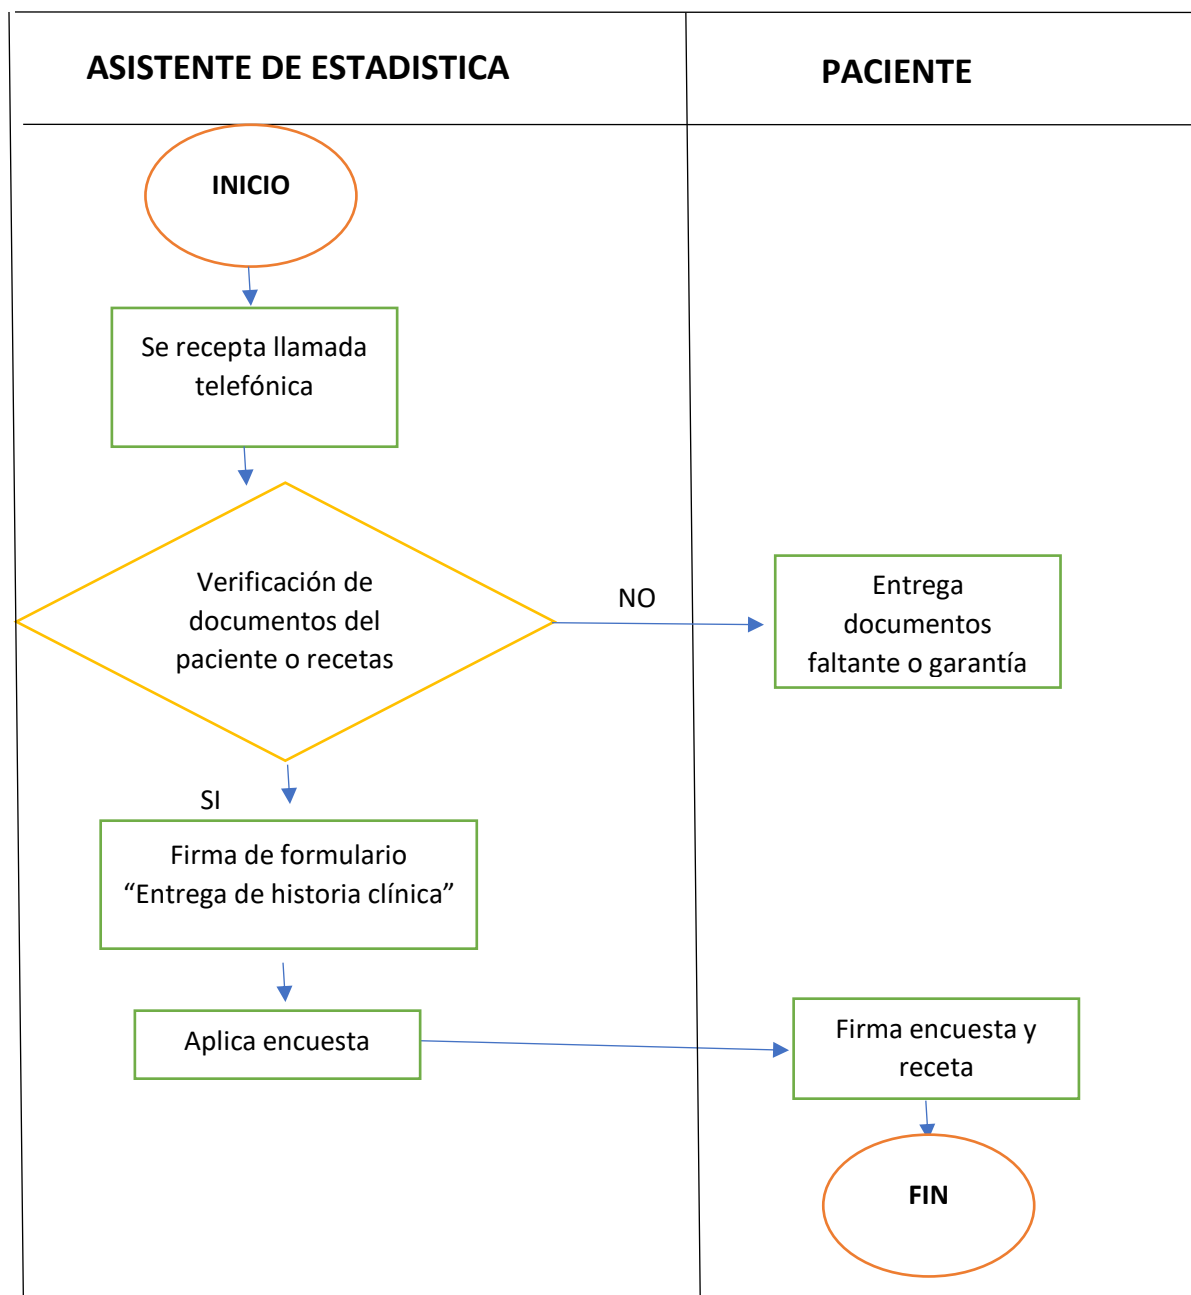 ASISTENTE DE ESTADISTICA
PACIENTE
INICIO
Se recepta llamada
telefónica
Verificación de
documentos del
paciente o recetas
NO
Entrega
documentos
faltante o garantía
SI
Firma de formulario
“Entrega de historia clínica”
Aplica encuesta
Firma encuesta y
receta
FIN